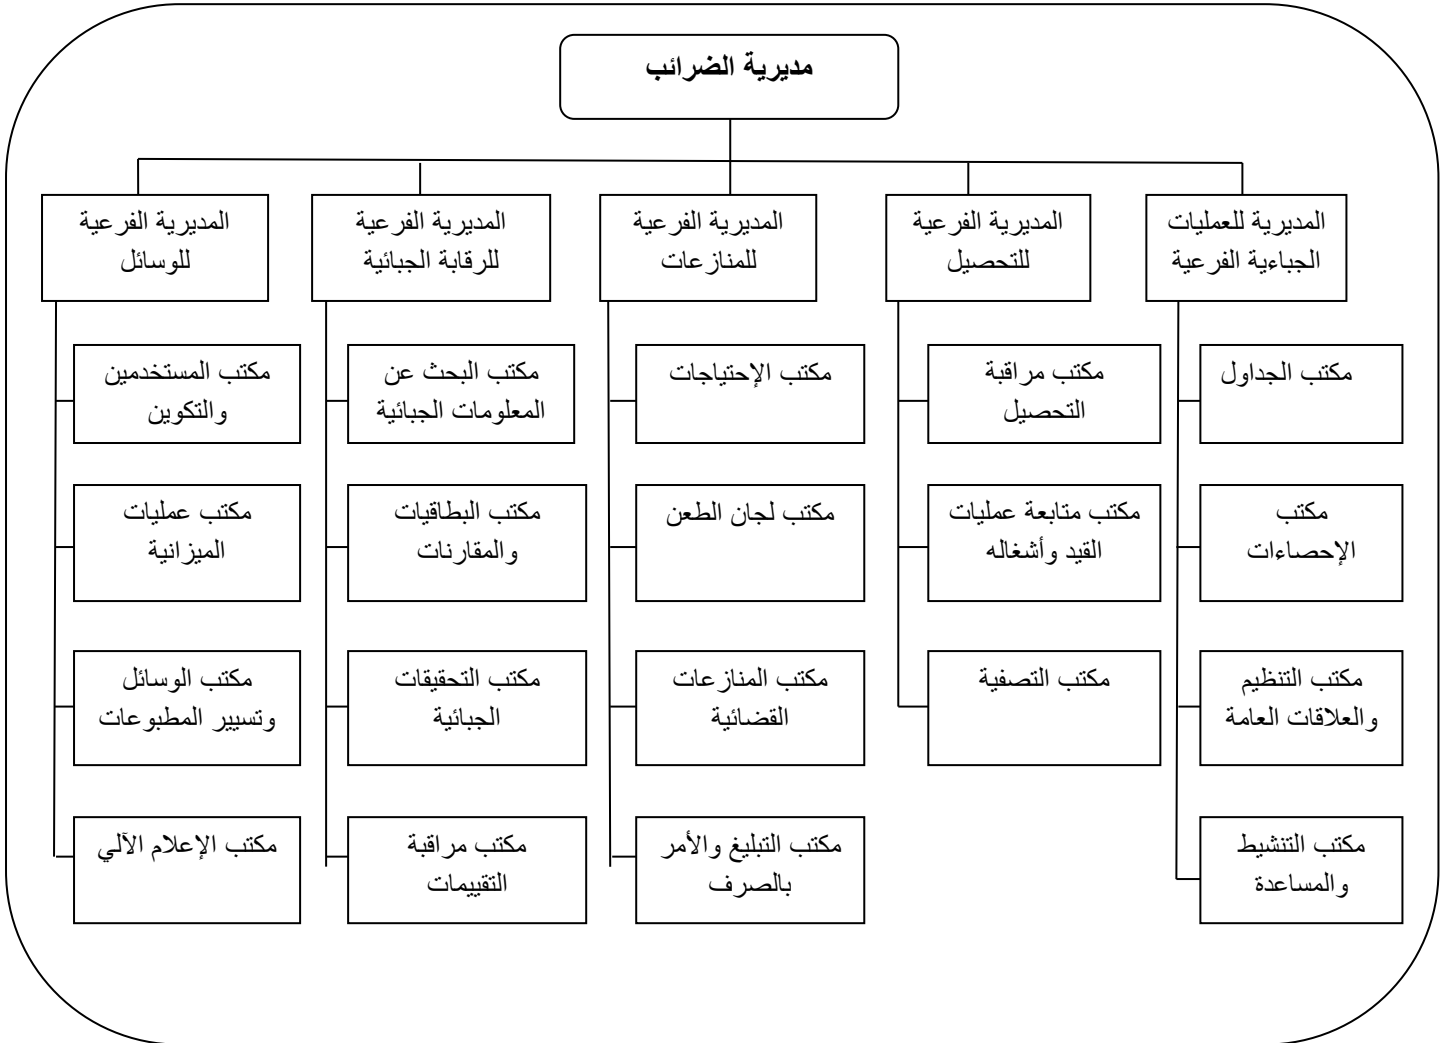 مديرية الضرائب
المديرية للعمليات
الجباءية الفرعية
المديرية الفرعية
للتحصيل
المديرية الفرعية
للمنازعات
المديرية الفرعية
للرقابة الجبائية
المديرية الفرعية
للوسائل
مكتب الجداول
مكتب مراقبة
التحصيل
مكتب الإحتياجات
مكتب البحث عن
المعلومات الجبائية
مكتب المستخدمين
والتكوين
مكتب
الإحصاءات
مكتب متابعة عمليات
القيد وأشغاله
مكتب لجان الطعن
مكتب البطاقيات
والمقارنات
مكتب عمليات
الميزانية
مكتب التنظيم
والعلاقات العامة
مكتب التصفية
مكتب المنازعات
القضائية
مكتب التحقيقات
الجبائية
مكتب الوسائل
وتسيير المطبوعات
مكتب التنشيط
والمساعدة
مكتب التبليغ والأمر
بالصرف
مكتب مراقبة
التقييمات
مكتب الإعلام الآلي